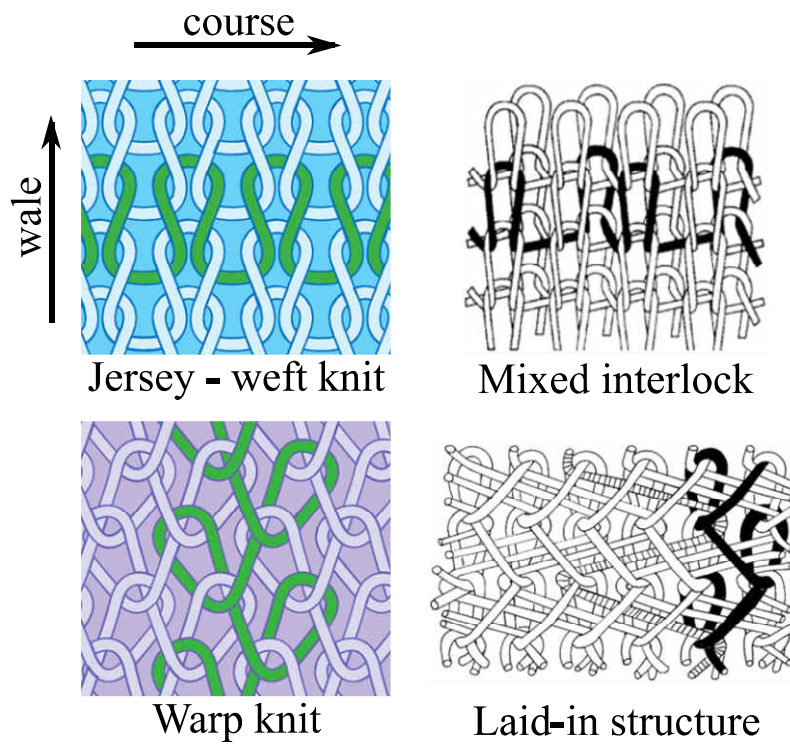 course
wale
Jersey - weft knit
Mixed interlock
Warp knit
Laid-in structure